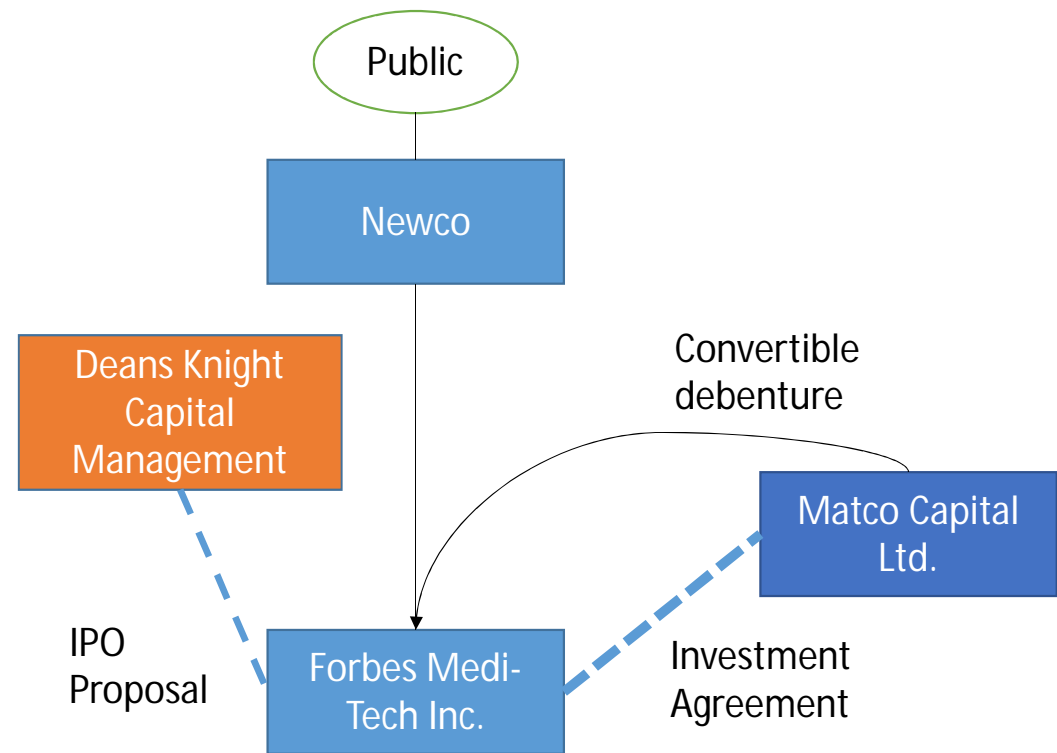 Public
Newco
Deans Knight
Capital
Management
Convertible
debenture
Matco Capital
Ltd.
IPO
Proposal
Forbes Medi-
Tech Inc.
Investment
Agreement